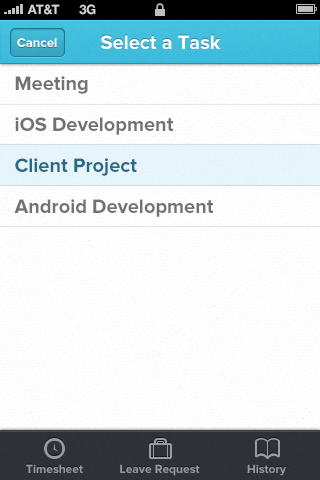 AT&T 3G
Cancel Select a Task
Meeting
iOS Development
Client Project
Android Development
Timesheet Leave Request History